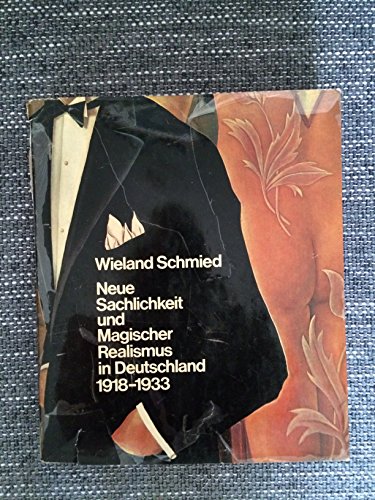 Wieland Schmied
Neue
Sachlichkeit
und
Magischer
Realismus
in Deutschland
1918–1933